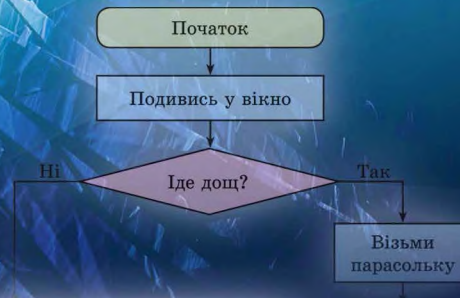 Початок
Подивись у вікно
Іде дощ?
Ні
Так
Візьми
парасольку